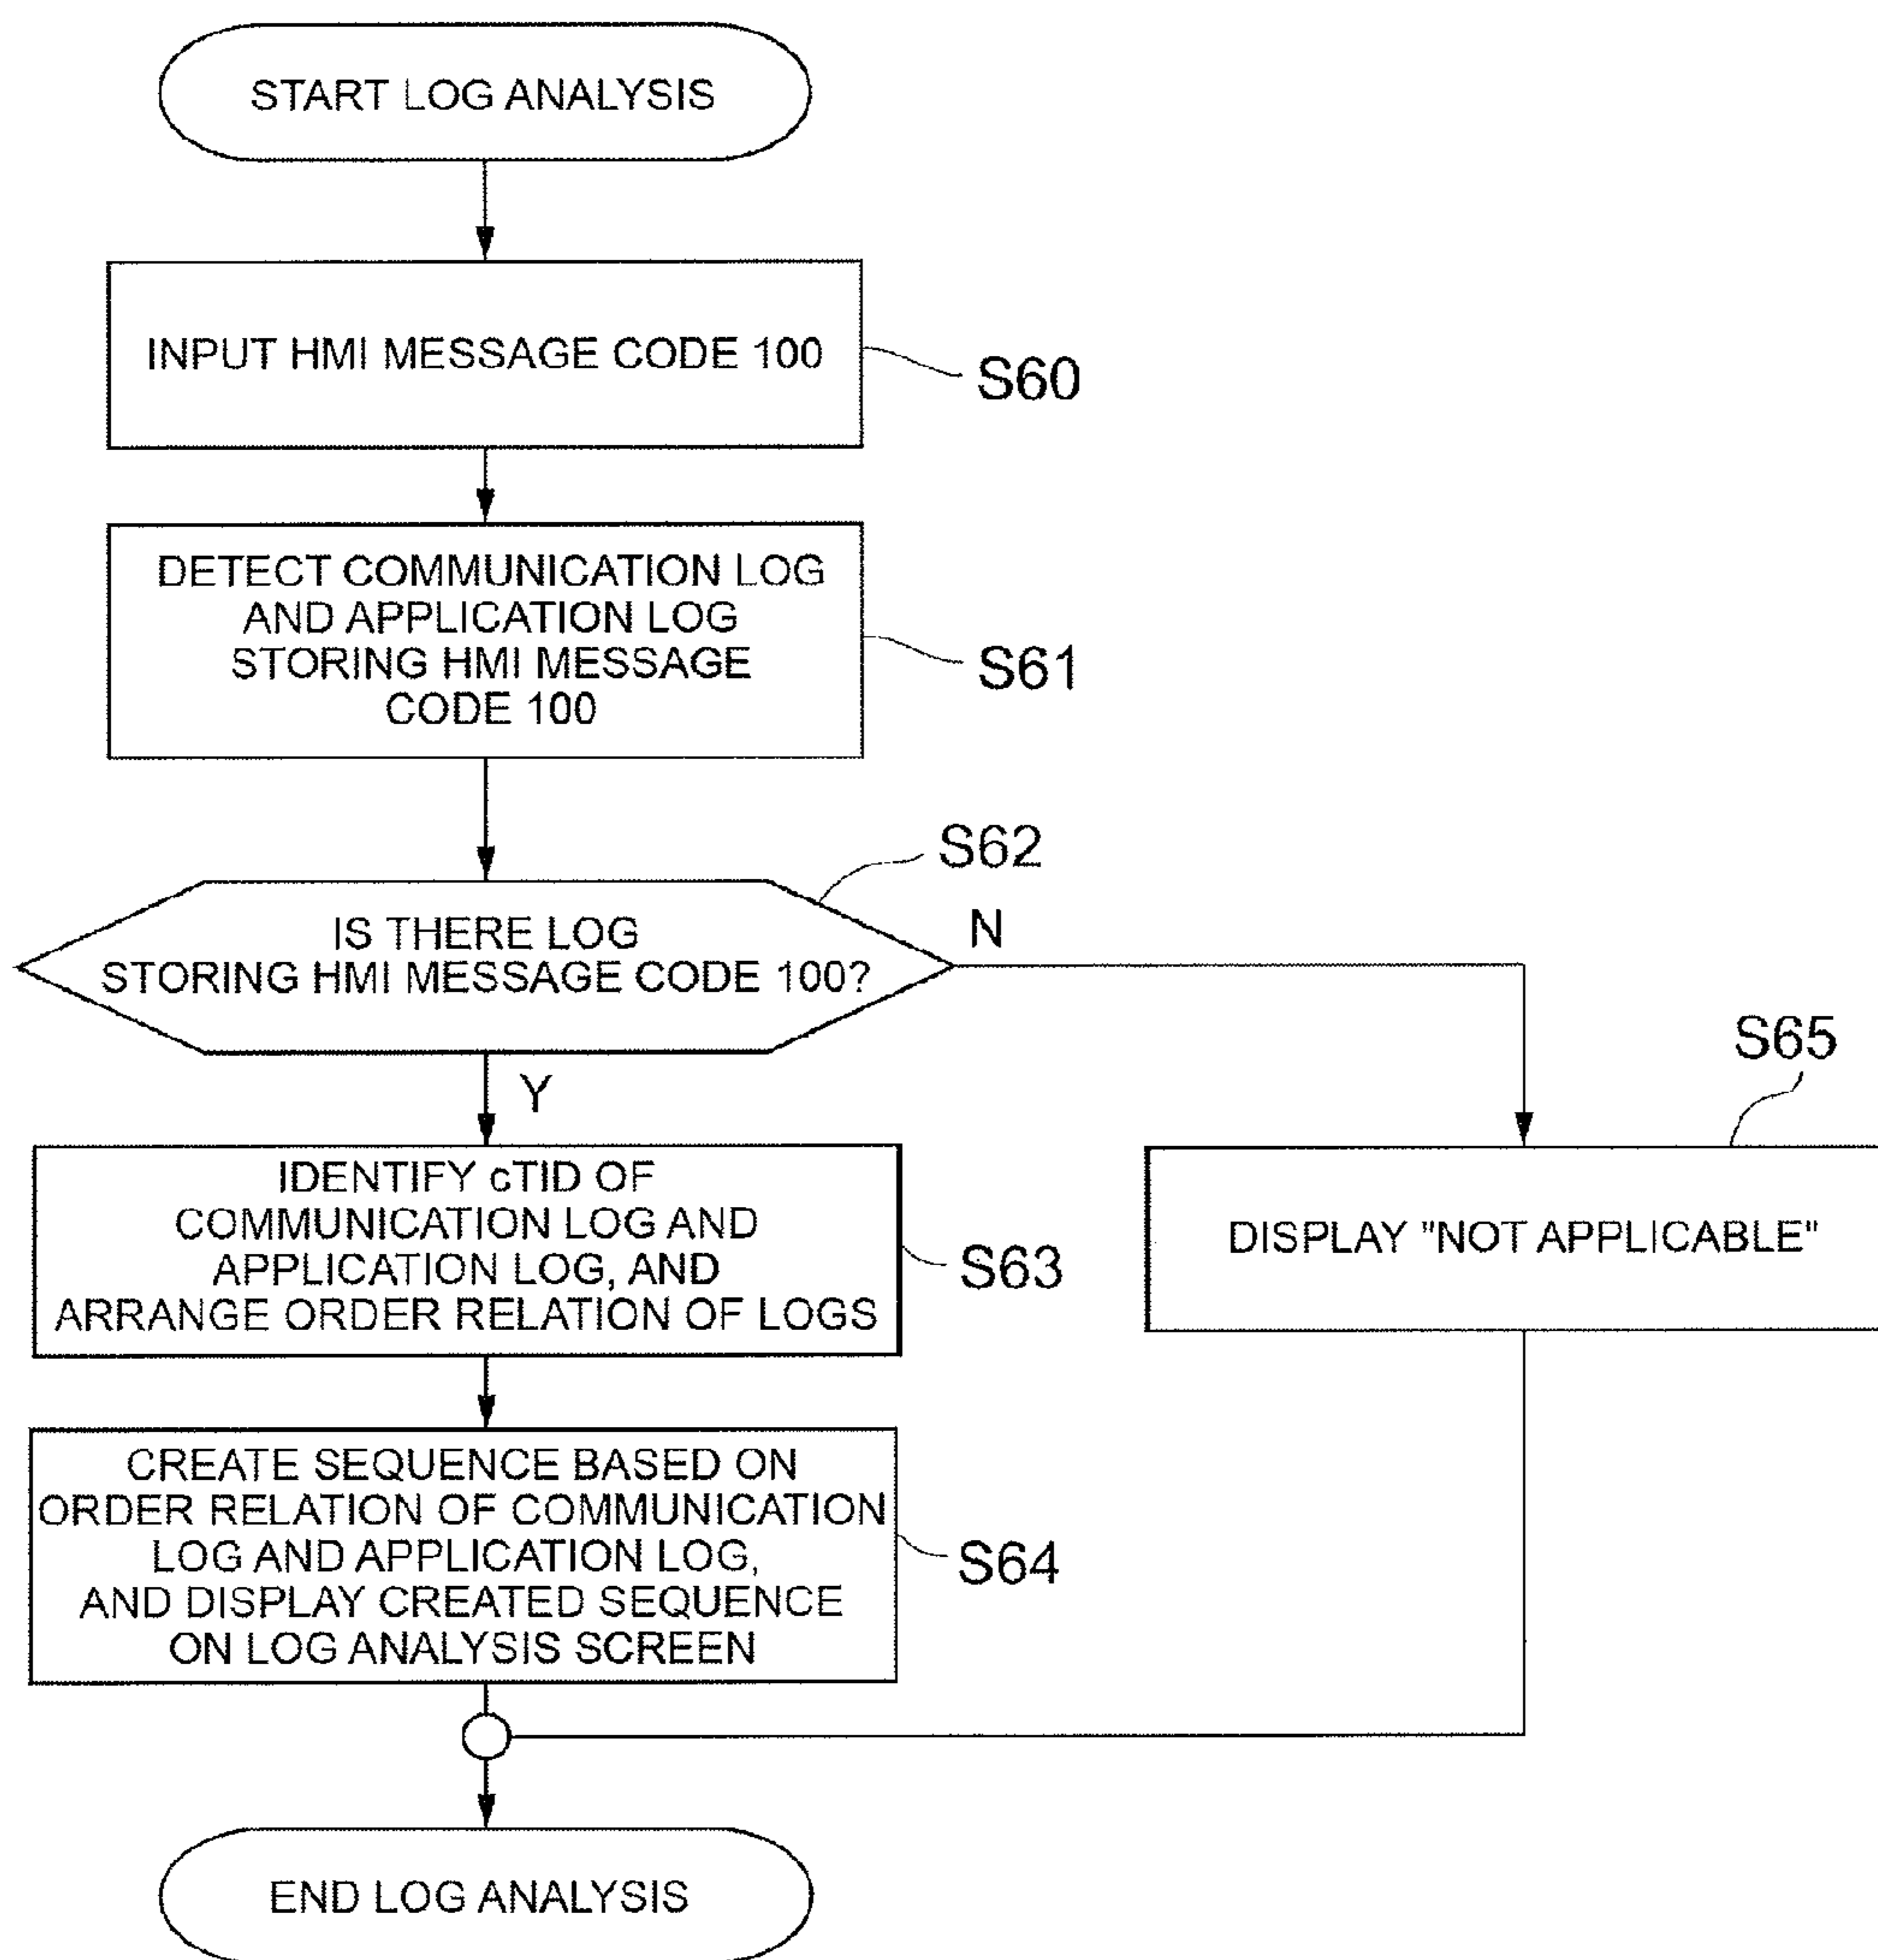 START LOG ANALYSIS
INPUT HMI MESSAGE CODE 100
S60
DETECT COMMUNICATION LOG
AND APPLICATION LOG
STORING HMI MESSAGE
CODE 100
S61
S62
IS THERE LOG
STORING HMI MESSAGE CODE 100?
N
Y
S65
IDENTIFY cTID OF
COMMUNICATION LOG AND
APPLICATION LOG, AND
ARRANGE ORDER RELATION OF LOGS
S63
DISPLAY "NOT APPLICABLE"
CREATE SEQUENCE BASED ON
ORDER RELATION OF COMMUNICATION
LOG AND APPLICATION LOG,
AND DISPLAY CREATED SEQUENCE
ON LOG ANALYSIS SCREEN
S64
END LOG ANALYSIS